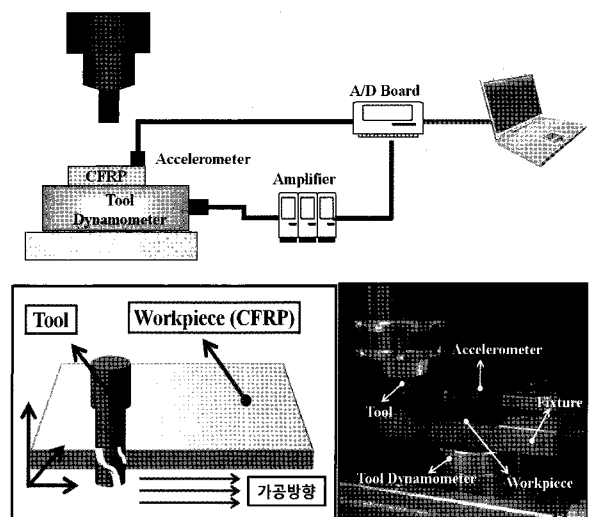 A/D Board
Accelerometer
CFRP
Amplifier
Tool
Dynamometer
Tool
Workpiece (CFRP)
가공방향
Accelerometer
Fixture
Tool
Tool Dynamometer
Workpiece